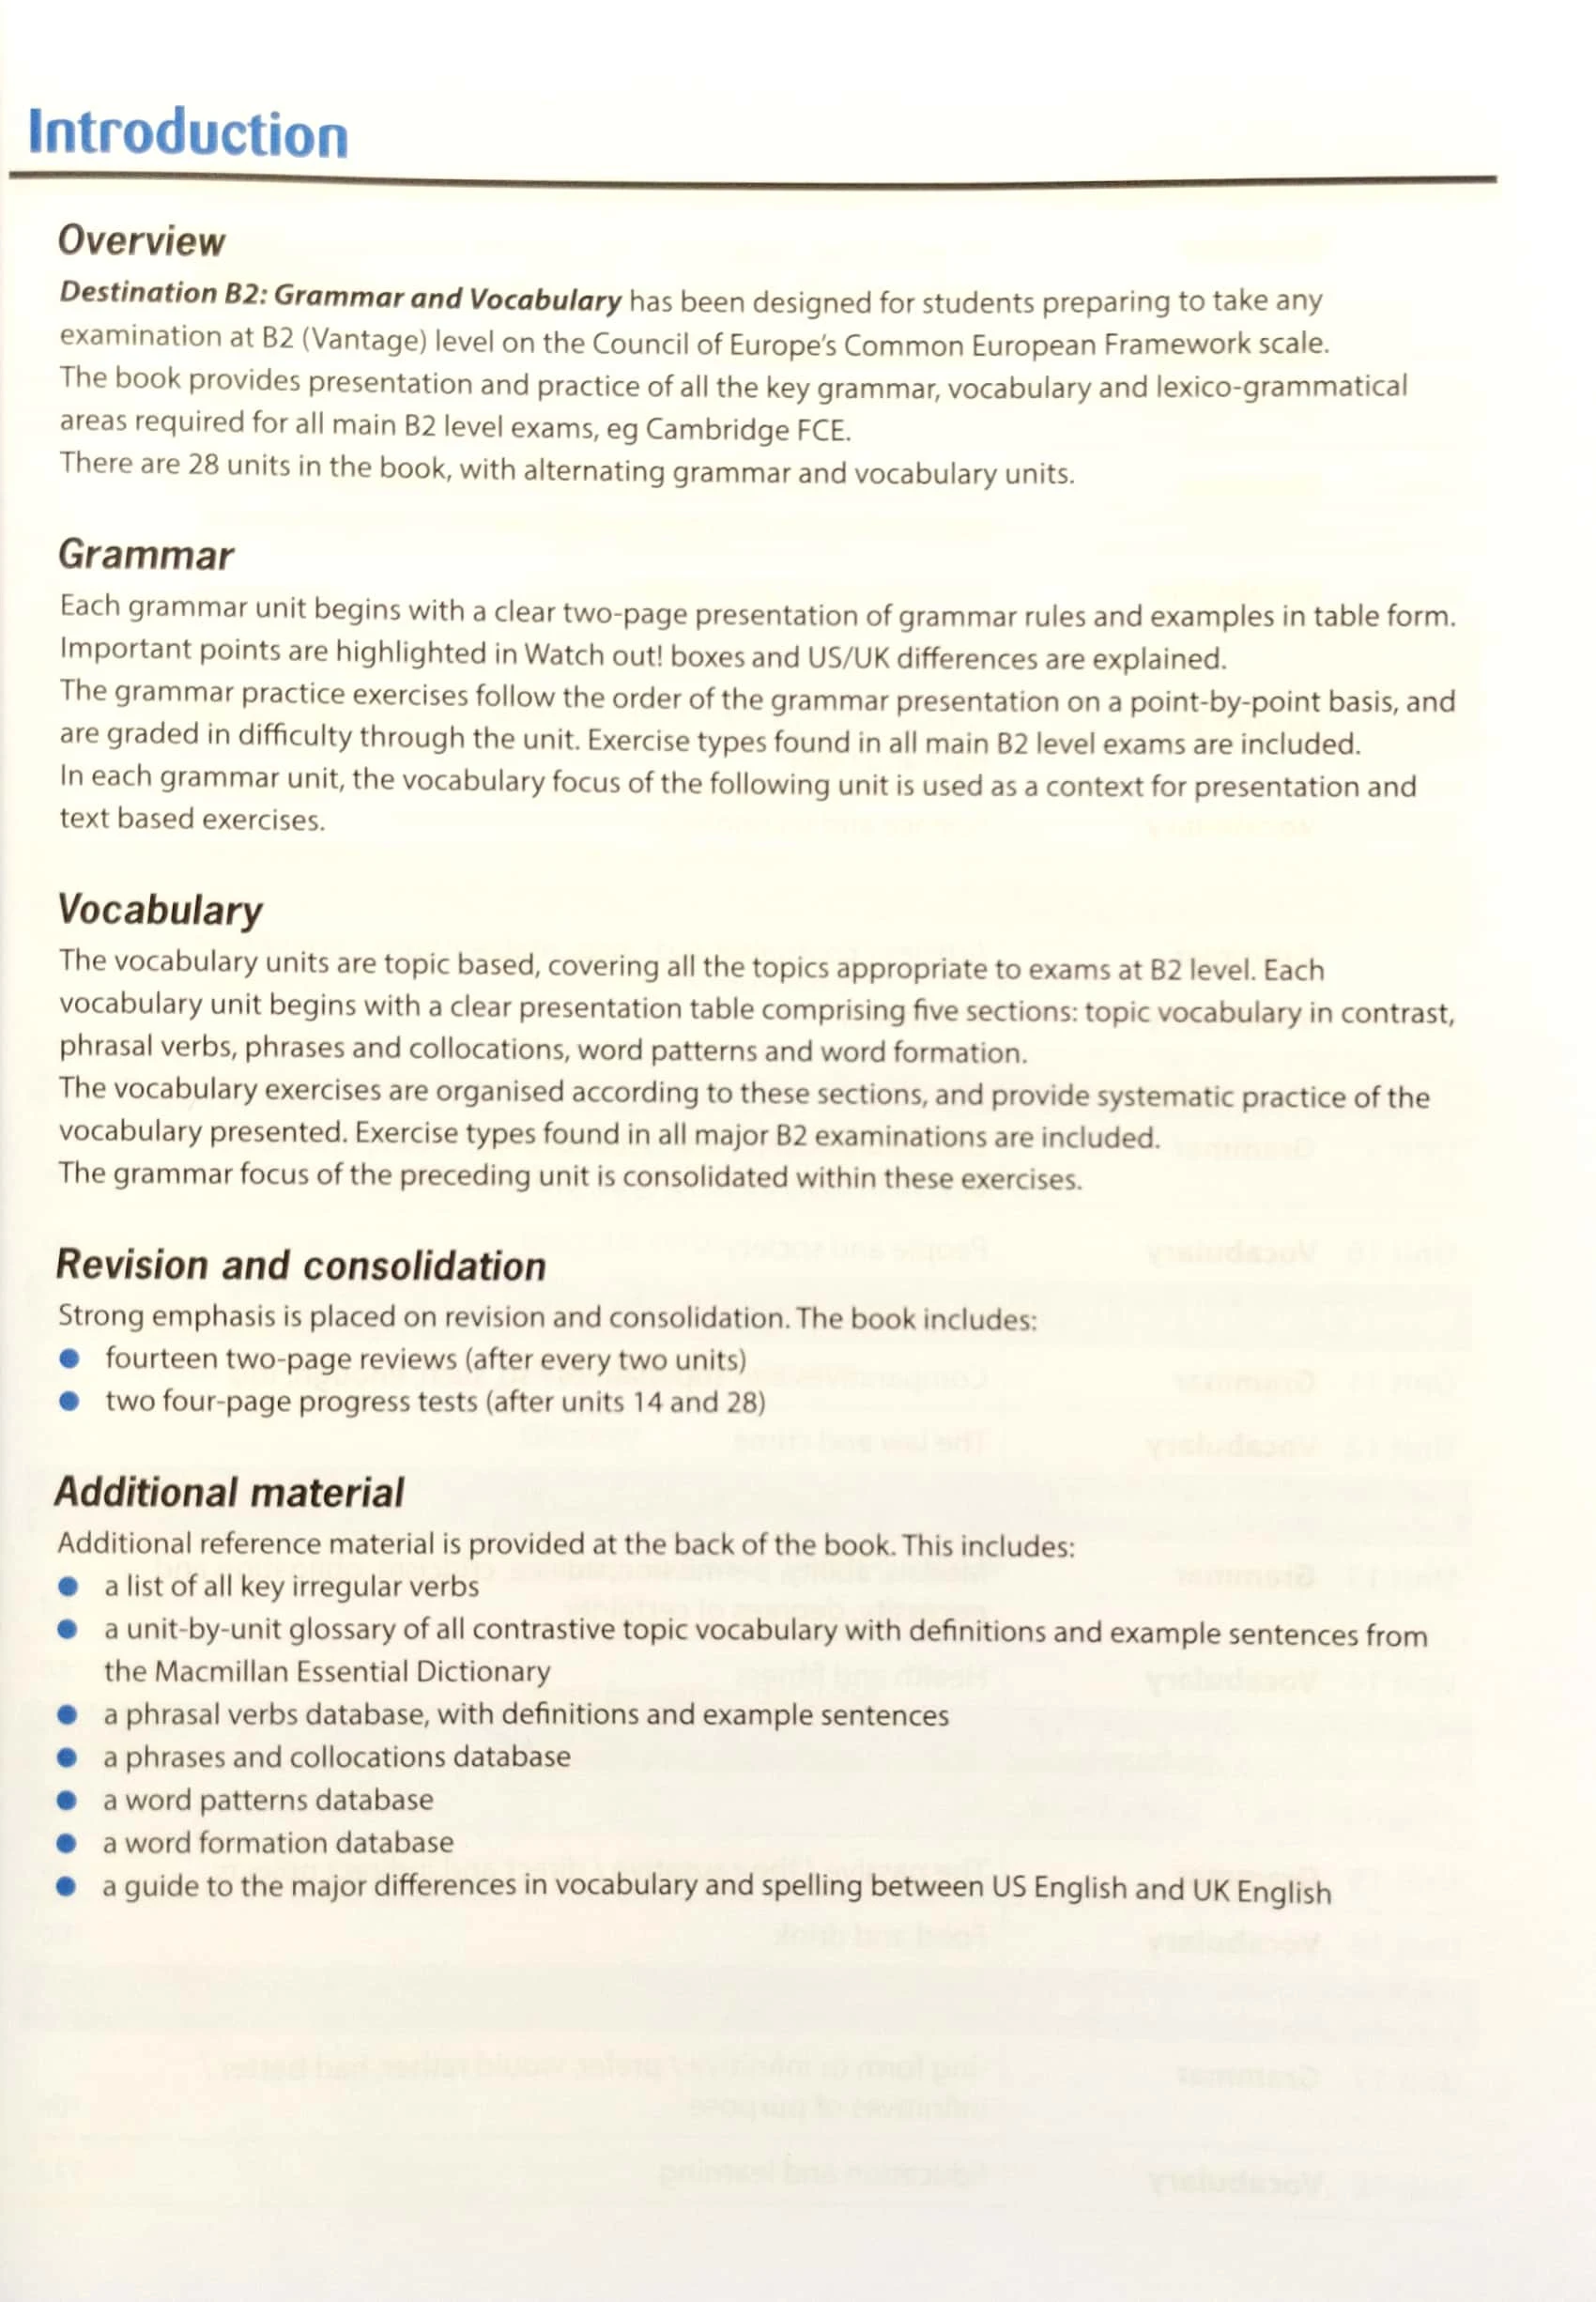 Introduction
Overview
Destination B2: Grammar and Vocabulary has been designed for students preparing to take any
examination at B2 (Vantage) level on the Council of Europe's Common European Framework scale.
The book provides presentation and practice of all the key grammar, vocabulary and lexico-grammatical
areas required for all main B2 level exams, eg Cambridge FCE.
There are 28 units in the book, with alternating grammar and vocabulary units.
Grammar
Each grammar unit begins with a clear two-page presentation of grammar rules and examples in table form.
Important points are highlighted in Watch out! boxes and US/UK differences are explained.
The grammar practice exercises follow the order of the grammar presentation on a point-by-point basis, and
are graded in difficulty through the unit. Exercise types found in all main B2 level exams are included.
In each grammar unit, the vocabulary focus of the following unit is used as a context for presentation and
text based exercises.
Vocabulary
The vocabulary units are topic based, covering all the topics appropriate to exams at B2 level. Each
vocabulary unit begins with a clear presentation table comprising five sections: topic vocabulary in contrast,
phrasal verbs, phrases and collocations, word patterns and word formation.
The vocabulary exercises are organised according to these sections, and provide systematic practice of the
vocabulary presented. Exercise types found in all major B2 examinations are included.
The grammar focus of the preceding unit is consolidated within these exercises.
Revision and consolidation
Strong emphasis is placed on revision and consolidation. The book includes:
● fourteen two-page reviews (after every two units)
● two four-page progress tests (after units 14 and 28)
Additional material
Additional reference material is provided at the back of the book. This includes:
● a list of all key irregular verbs
● a unit-by-unit glossary of all contrastive topic vocabulary with definitions and example sentences from
the Macmillan Essential Dictionary
● a phrasal verbs database, with definitions and example sentences
● a phrases and collocations database
● a word patterns database
● a word formation database
● a guide to the major differences in vocabulary and spelling between US English and UK English